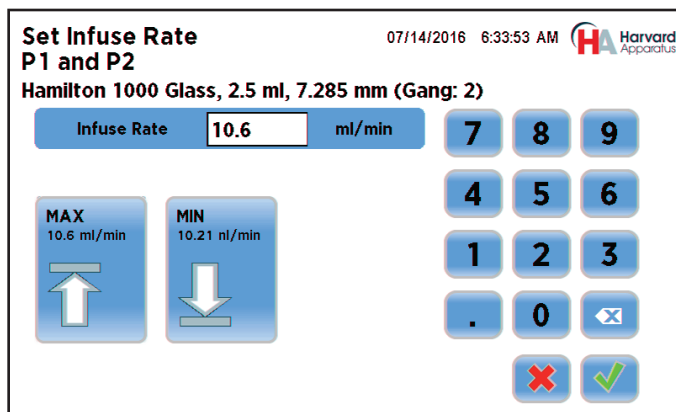 Set Infuse Rate
07/14/2016 6:33:53 AM
HA Harvard
Apparatus
P1 and P2
Hamilton 1000 Glass, 2.5 ml, 7.285 mm (Gang: 2)
Infuse Rate 10.6 ml/min
7 8 9
4 5 6
1 2 3
. 0 X
MAX
10.6 ml/min
MIN
10.21 nl/min